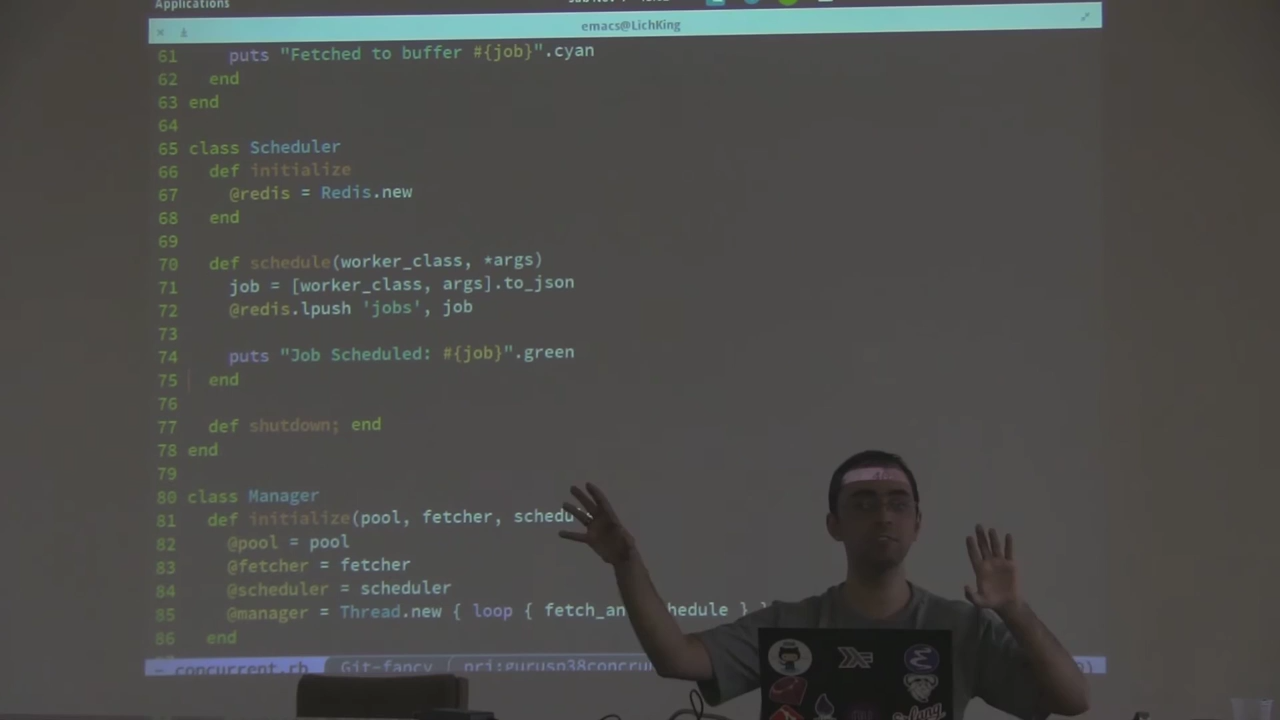 Applications
emacs@LichKing
61 puts "Fetched to buffer #{job}".cyan
62 end
63 end
64
65 class Scheduler
66 def initialize
67 @redis = Redis.new
68 end
69
70 def schedule(worker_class, *args)
71 job = [worker_class, args].to_json
72 @redis.lpush 'jobs', job
73
74 puts "Job Scheduled: #{job}".green
75 end
76
77 def shutdown; end
78 end
79
80 class Manager
81 def initialize(pool, fetcher, schedu
82 @pool = pool
83 @fetcher = fetcher
84 @scheduler = scheduler
85 @manager = Thread.new { loop { fetch_an hedule }
86 end
concurrent.rb Git-fancy